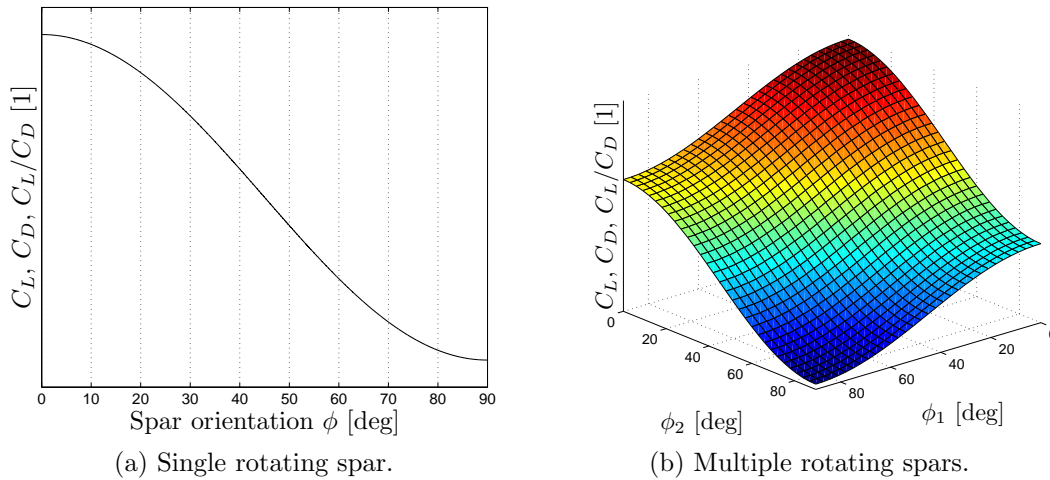 C_L, C_D, C_L/C_D [1]
0 10 20 30 40 50 60 70 80 90
Spar orientation φ [deg]
(a) Single rotating spar.
C_L, C_D, C_L/C_D [1]
0 20 40 60 80
φ_2 [deg]
80 60 40 20 0
φ_1 [deg]
(b) Multiple rotating spars.